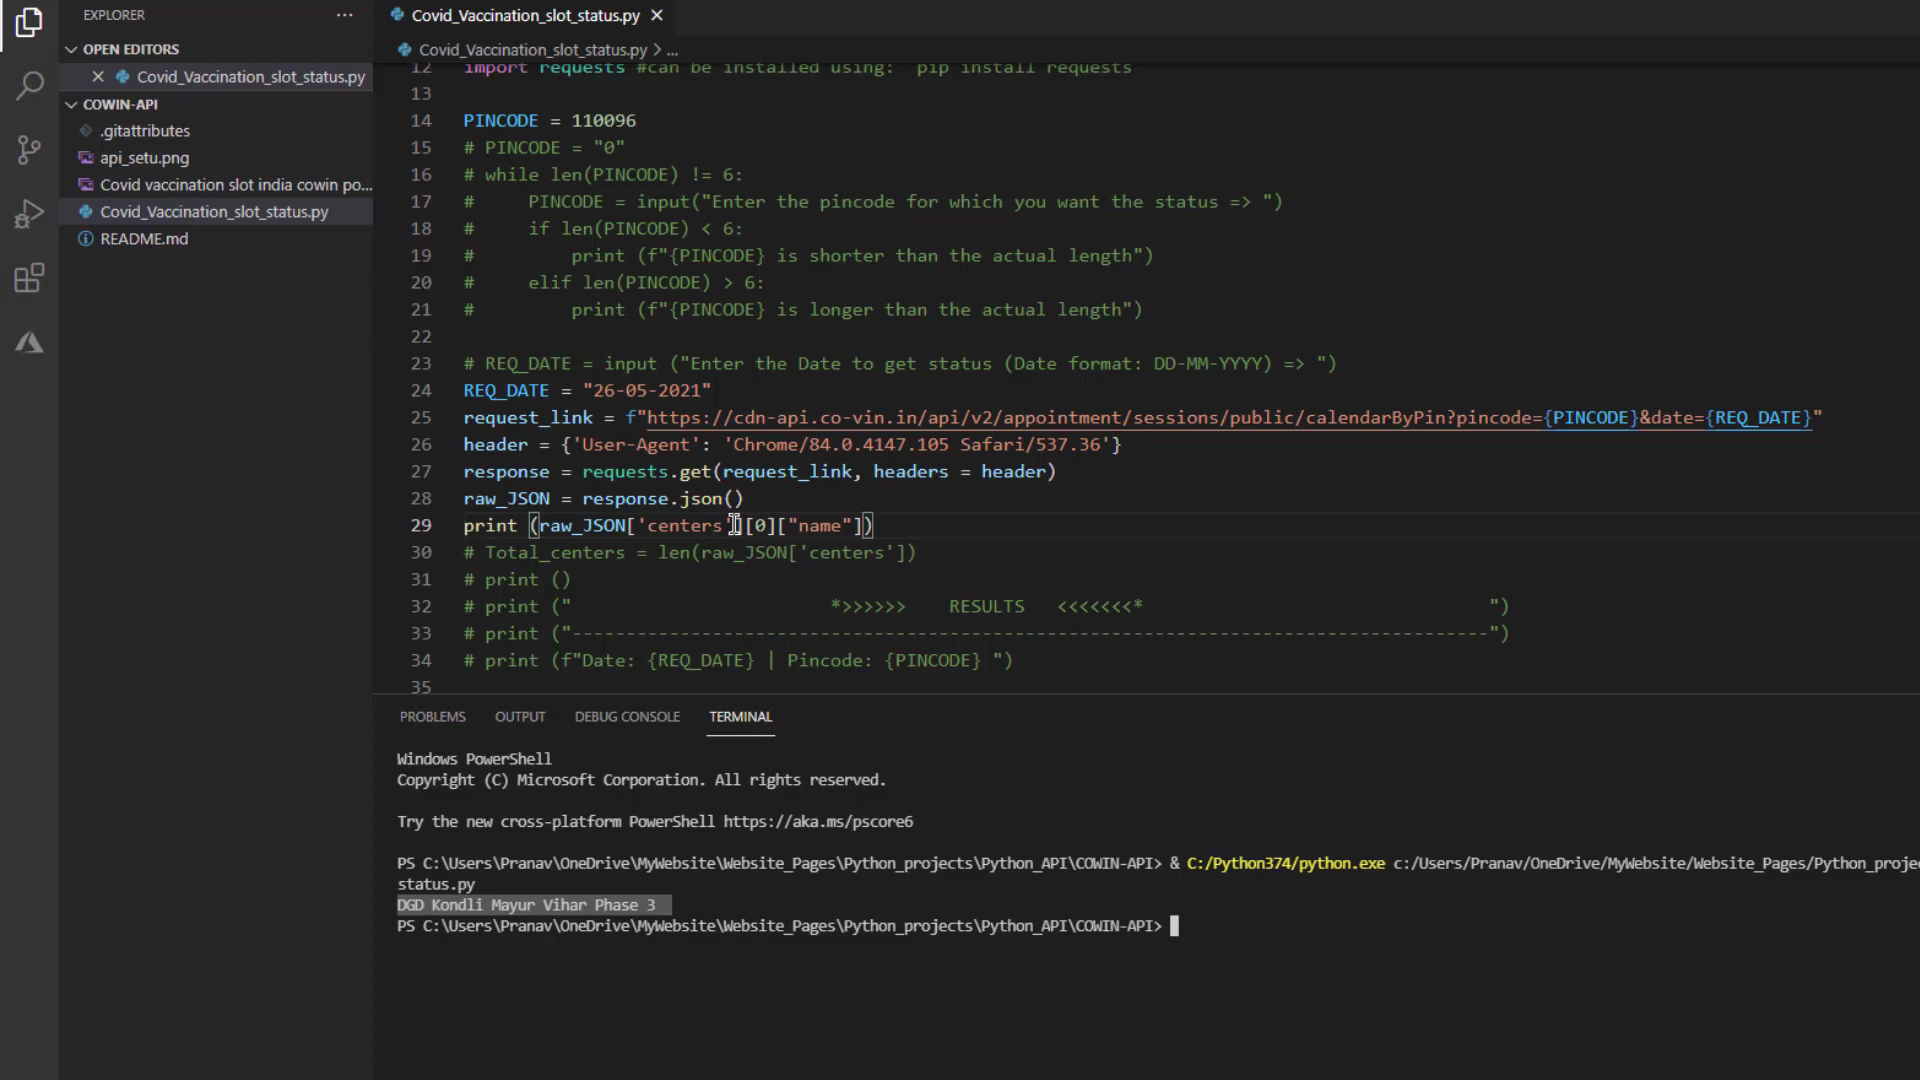 EXPLORER
OPEN EDITORS
Covid_Vaccination_slot_status.py
COWIN-API
.gitattributes
api_setu.png
Covid vaccination slot india cowin po...
Covid_Vaccination_slot_status.py
README.md
Covid_Vaccination_slot_status.py
Covid_Vaccination_slot_status.py > ...
12 import requests #can be installed using:  pip install requests
13
14 PINCODE = 110096
15 # PINCODE = "0"
16 # while len(PINCODE) != 6:
17 #     PINCODE = input("Enter the pincode for which you want the status => ")
18 #     if len(PINCODE) < 6:
19 #         print (f"{PINCODE} is shorter than the actual length")
20 #     elif len(PINCODE) > 6:
21 #         print (f"{PINCODE} is longer than the actual length")
22
23 # REQ_DATE = input ("Enter the Date to get status (Date format: DD-MM-YYYY) => ")
24 REQ_DATE = "26-05-2021"
25 request_link = f"https://cdn-api.co-vin.in/api/v2/appointment/sessions/public/calendarByPin?pincode={PINCODE}&date={REQ_DATE}"
26 header = {'User-Agent': 'Chrome/84.0.4147.105 Safari/537.36'}
27 response = requests.get(request_link, headers = header)
28 raw_JSON = response.json()
29 print (raw_JSON['centers'][0]["name"])
30 # Total_centers = len(raw_JSON['centers'])
31 # print ()
32 # print ("                        *>>>>>>    RESULTS   <<<<<<<*                                ")
33 # print ("-------------------------------------------------------------------------------------")
34 # print (f"Date: {REQ_DATE} | Pincode: {PINCODE} ")
35
PROBLEMS OUTPUT DEBUG CONSOLE TERMINAL
Windows PowerShell
Copyright (C) Microsoft Corporation. All rights reserved.
Try the new cross-platform PowerShell https://aka.ms/pscore6
PS C:\Users\Pranav\OneDrive\MyWebsite\Website_Pages\Python_projects\Python_API\COWIN-API> & C:/Python374/python.exe c:/Users/Pranav/OneDrive/MyWebsite/Website_Pages/Python_projec
status.py
DGD Kondli Mayur Vihar Phase 3
PS C:\Users\Pranav\OneDrive\MyWebsite\Website_Pages\Python_projects\Python_API\COWIN-API>